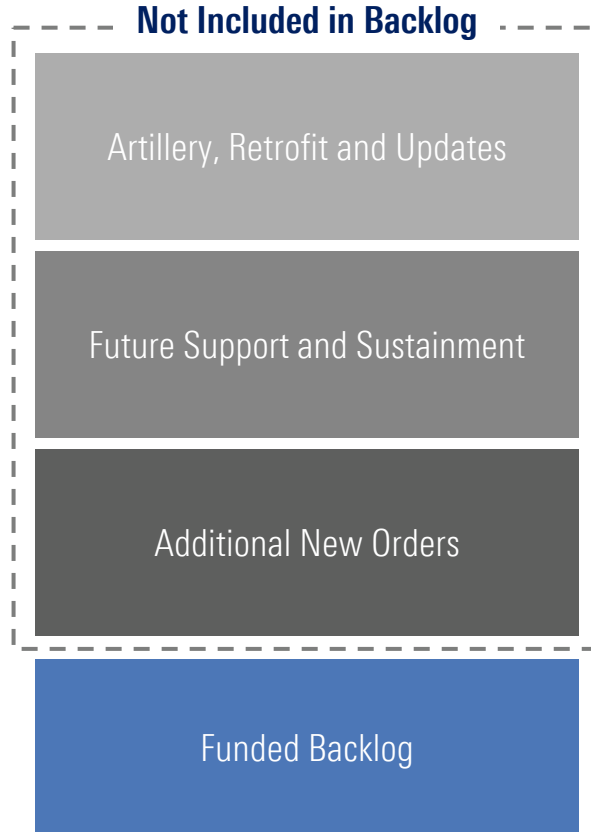 Not Included in Backlog
Artillery, Retrofit and Updates
Future Support and Sustainment
Additional New Orders
Funded Backlog